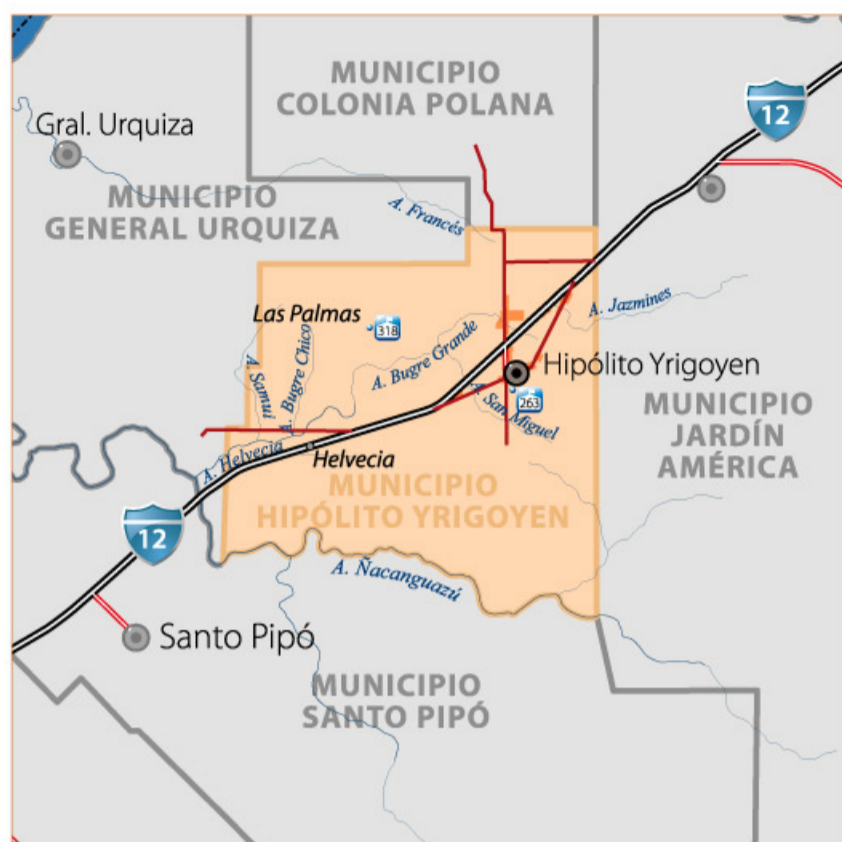 MUNICIPIO
COLONIA POLANA
12
Gral. Urquiza
MUNICIPIO
GENERAL URQUIZA
A. Francés
Las Palmas
318
A. Jazmines
A. Samuí
A. Bugre Chico
A. Bugre Grande
Hipólito Yrigoyen
263
A. San Miguel
MUNICIPIO
JARDÍN
AMÉRICA
A. Helvecia
Helvecia
MUNICIPIO
HIPÓLITO YRIGOYEN
12
A. Ñacanguazú
Santo Pipó
MUNICIPIO
SANTO PIPÓ